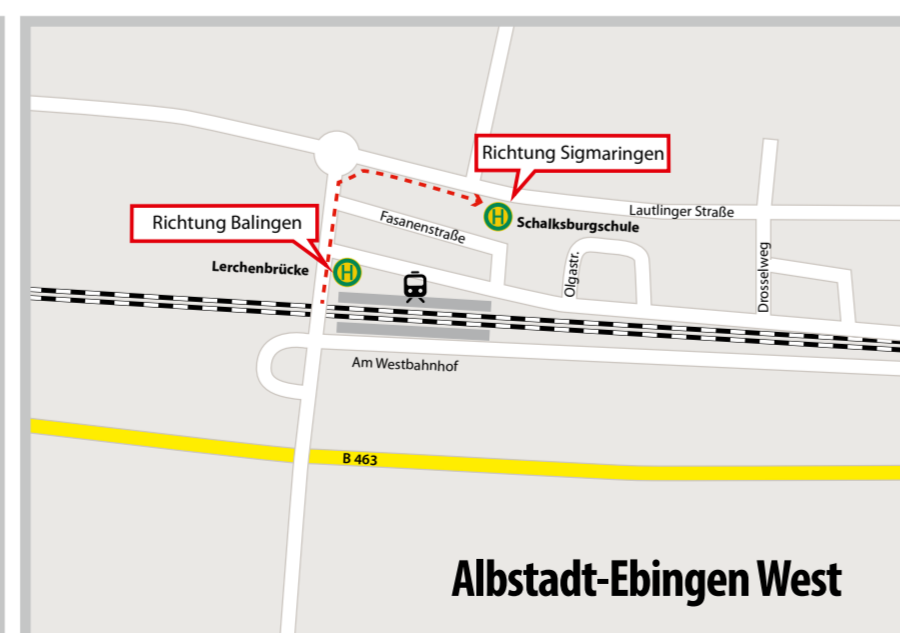 Richtung Sigmaringen
Richtung Balingen
Lautlinger Straße
Fasanenstraße
H
Schalksburgschule
Lerchenbrücke
H
Olgastr.
Drosselweg
Am Westbahnhof
B 463
Albstadt-Ebingen West